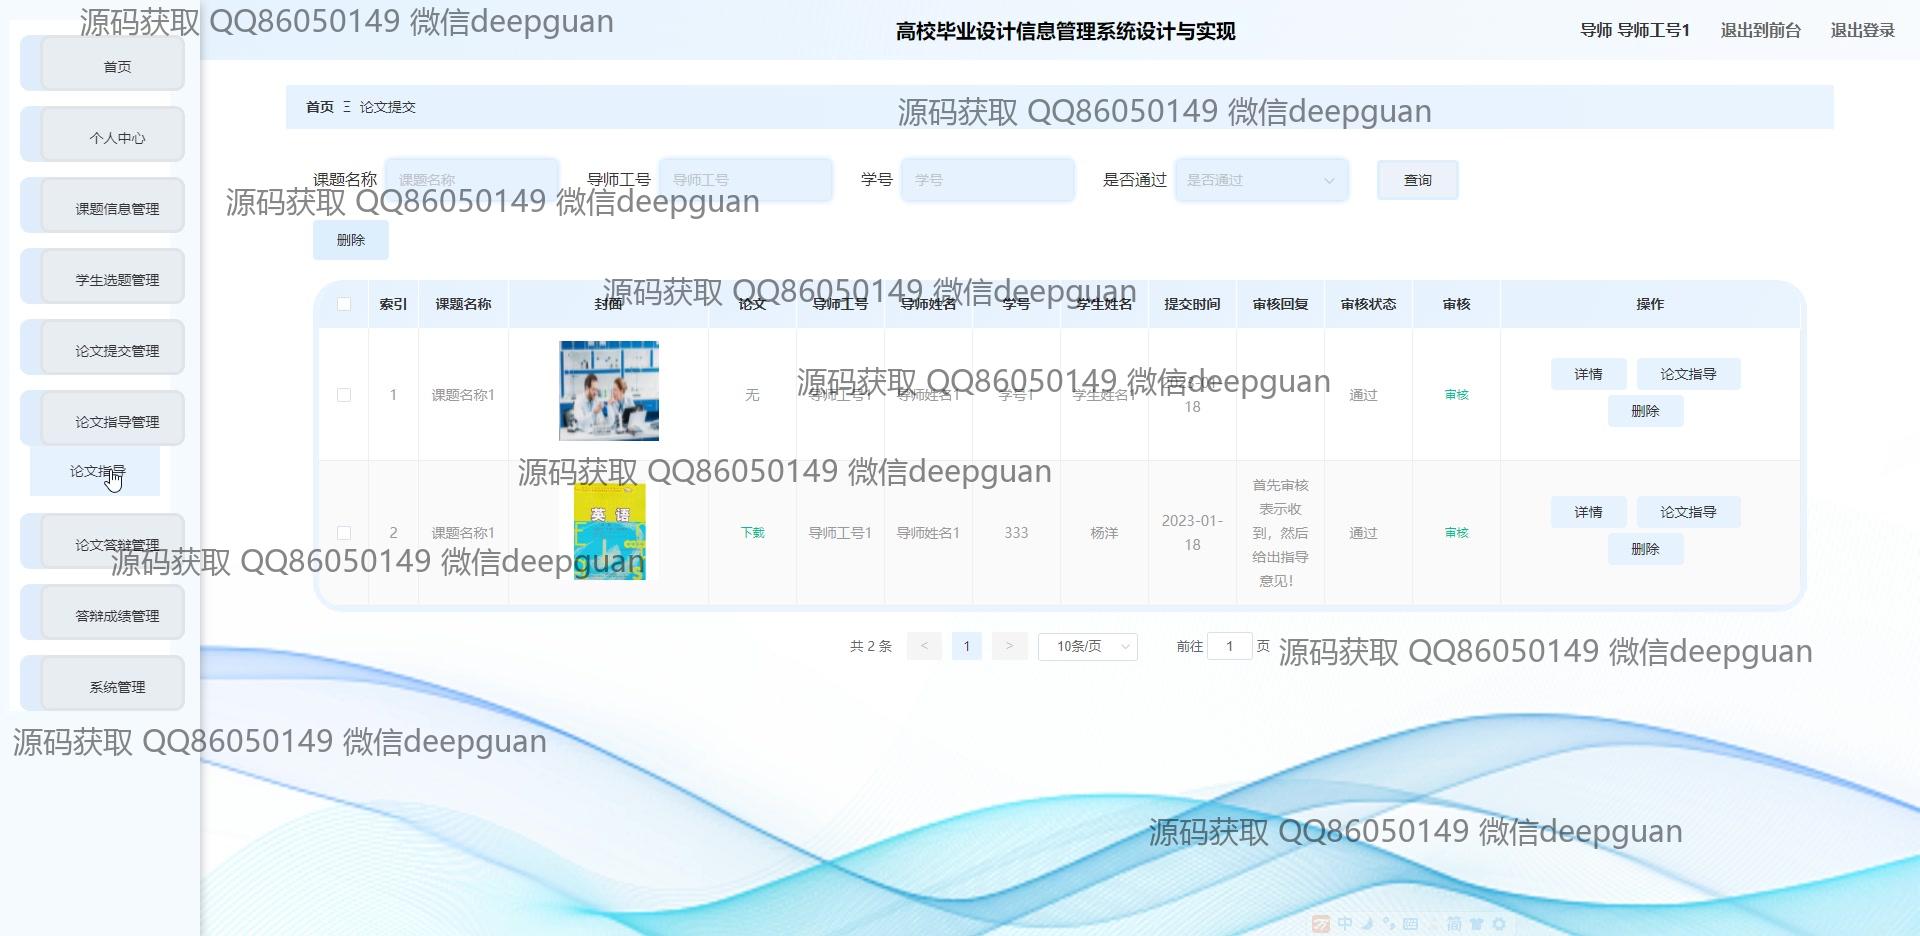 源码获取 QQ86050149 微信deepguan
高校毕业设计信息管理系统设计与实现
导师 导师工号1 退出到前台 退出登录
首页
个人中心
课题信息管理
学生选题管理
论文提交管理
论文指导管理
论文指导
论文答辩管理
答辩成绩管理
系统管理
首页 Ξ 论文提交
源码获取 QQ86050149 微信deepguan
课题名称 课题名称 导师工号 导师工号 学号 学号 是否通过 是否通过 查询
源码获取 QQ86050149 微信deepguan
删除
源码获取 QQ86050149 微信deepguan
索引 课题名称 封面 论文 导师工号 导师姓名 学号 学生姓名 提交时间 审核回复 审核状态 审核 操作
源码获取 QQ86050149 微信deepguan
1 课题名称1 无 导师工号1 导师姓名1 学号1 学生姓名1 2023-01-18 通过 审核 详情 论文指导 删除
源码获取 QQ86050149 微信deepguan
英语
2 课题名称1 下载 导师工号1 导师姓名1 333 杨洋 2023-01-18 首先审核表示收到，然后给出指导意见！ 通过 审核 详情 论文指导 删除
源码获取 QQ86050149 微信deepguan
共 2 条 < 1 > 10条/页 前往 1 页
源码获取 QQ86050149 微信deepguan
源码获取 QQ86050149 微信deepguan
源码获取 QQ86050149 微信deepguan
中 简